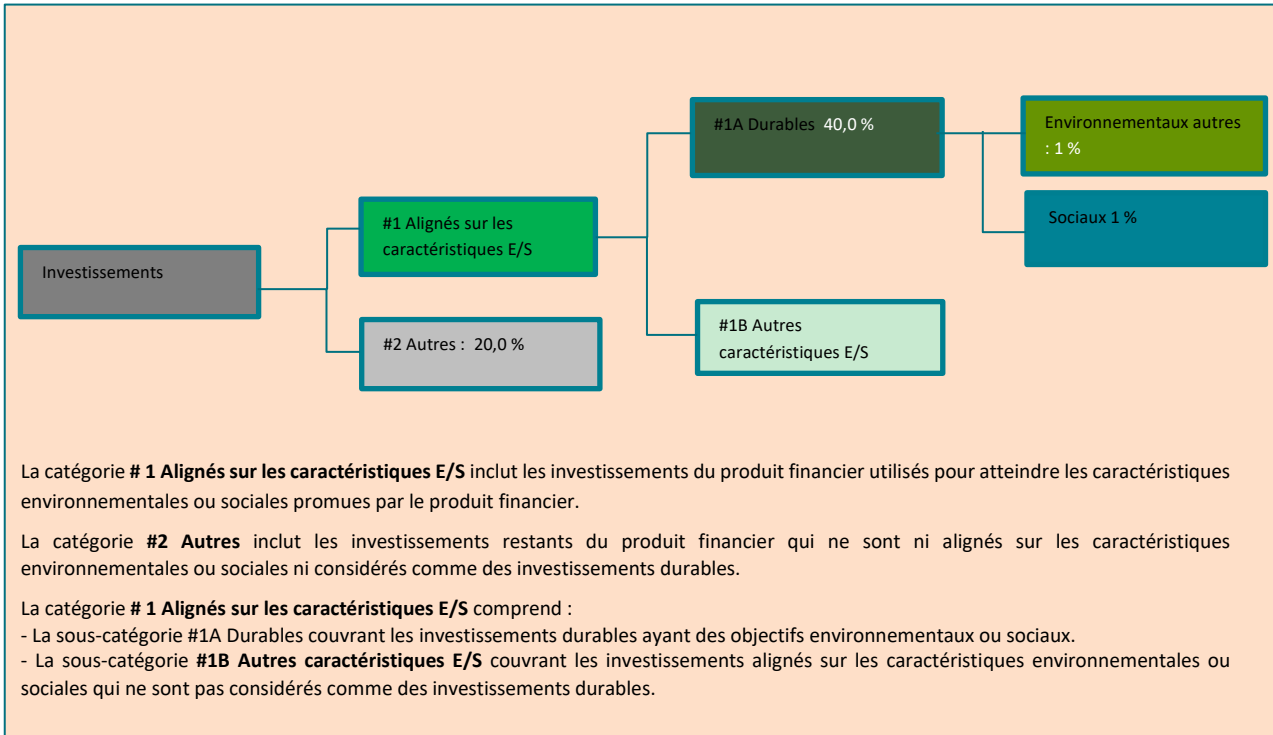 #1A Durables 40,0 %
Environnementaux autres
: 1 %
#1 Alignés sur les
caractéristiques E/S
Sociaux 1 %
Investissements
#2 Autres : 20,0 %
#1B Autres
caractéristiques E/S
La catégorie # 1 Alignés sur les caractéristiques E/S inclut les investissements du produit financier utilisés pour atteindre les caractéristiques
environnementales ou sociales promues par le produit financier.
La catégorie #2 Autres inclut les investissements restants du produit financier qui ne sont ni alignés sur les caractéristiques
environnementales ou sociales ni considérés comme des investissements durables.
La catégorie # 1 Alignés sur les caractéristiques E/S comprend :
- La sous-catégorie #1A Durables couvrant les investissements durables ayant des objectifs environnementaux ou sociaux.
- La sous-catégorie #1B Autres caractéristiques E/S couvrant les investissements alignés sur les caractéristiques environnementales ou
sociales qui ne sont pas considérés comme des investissements durables.